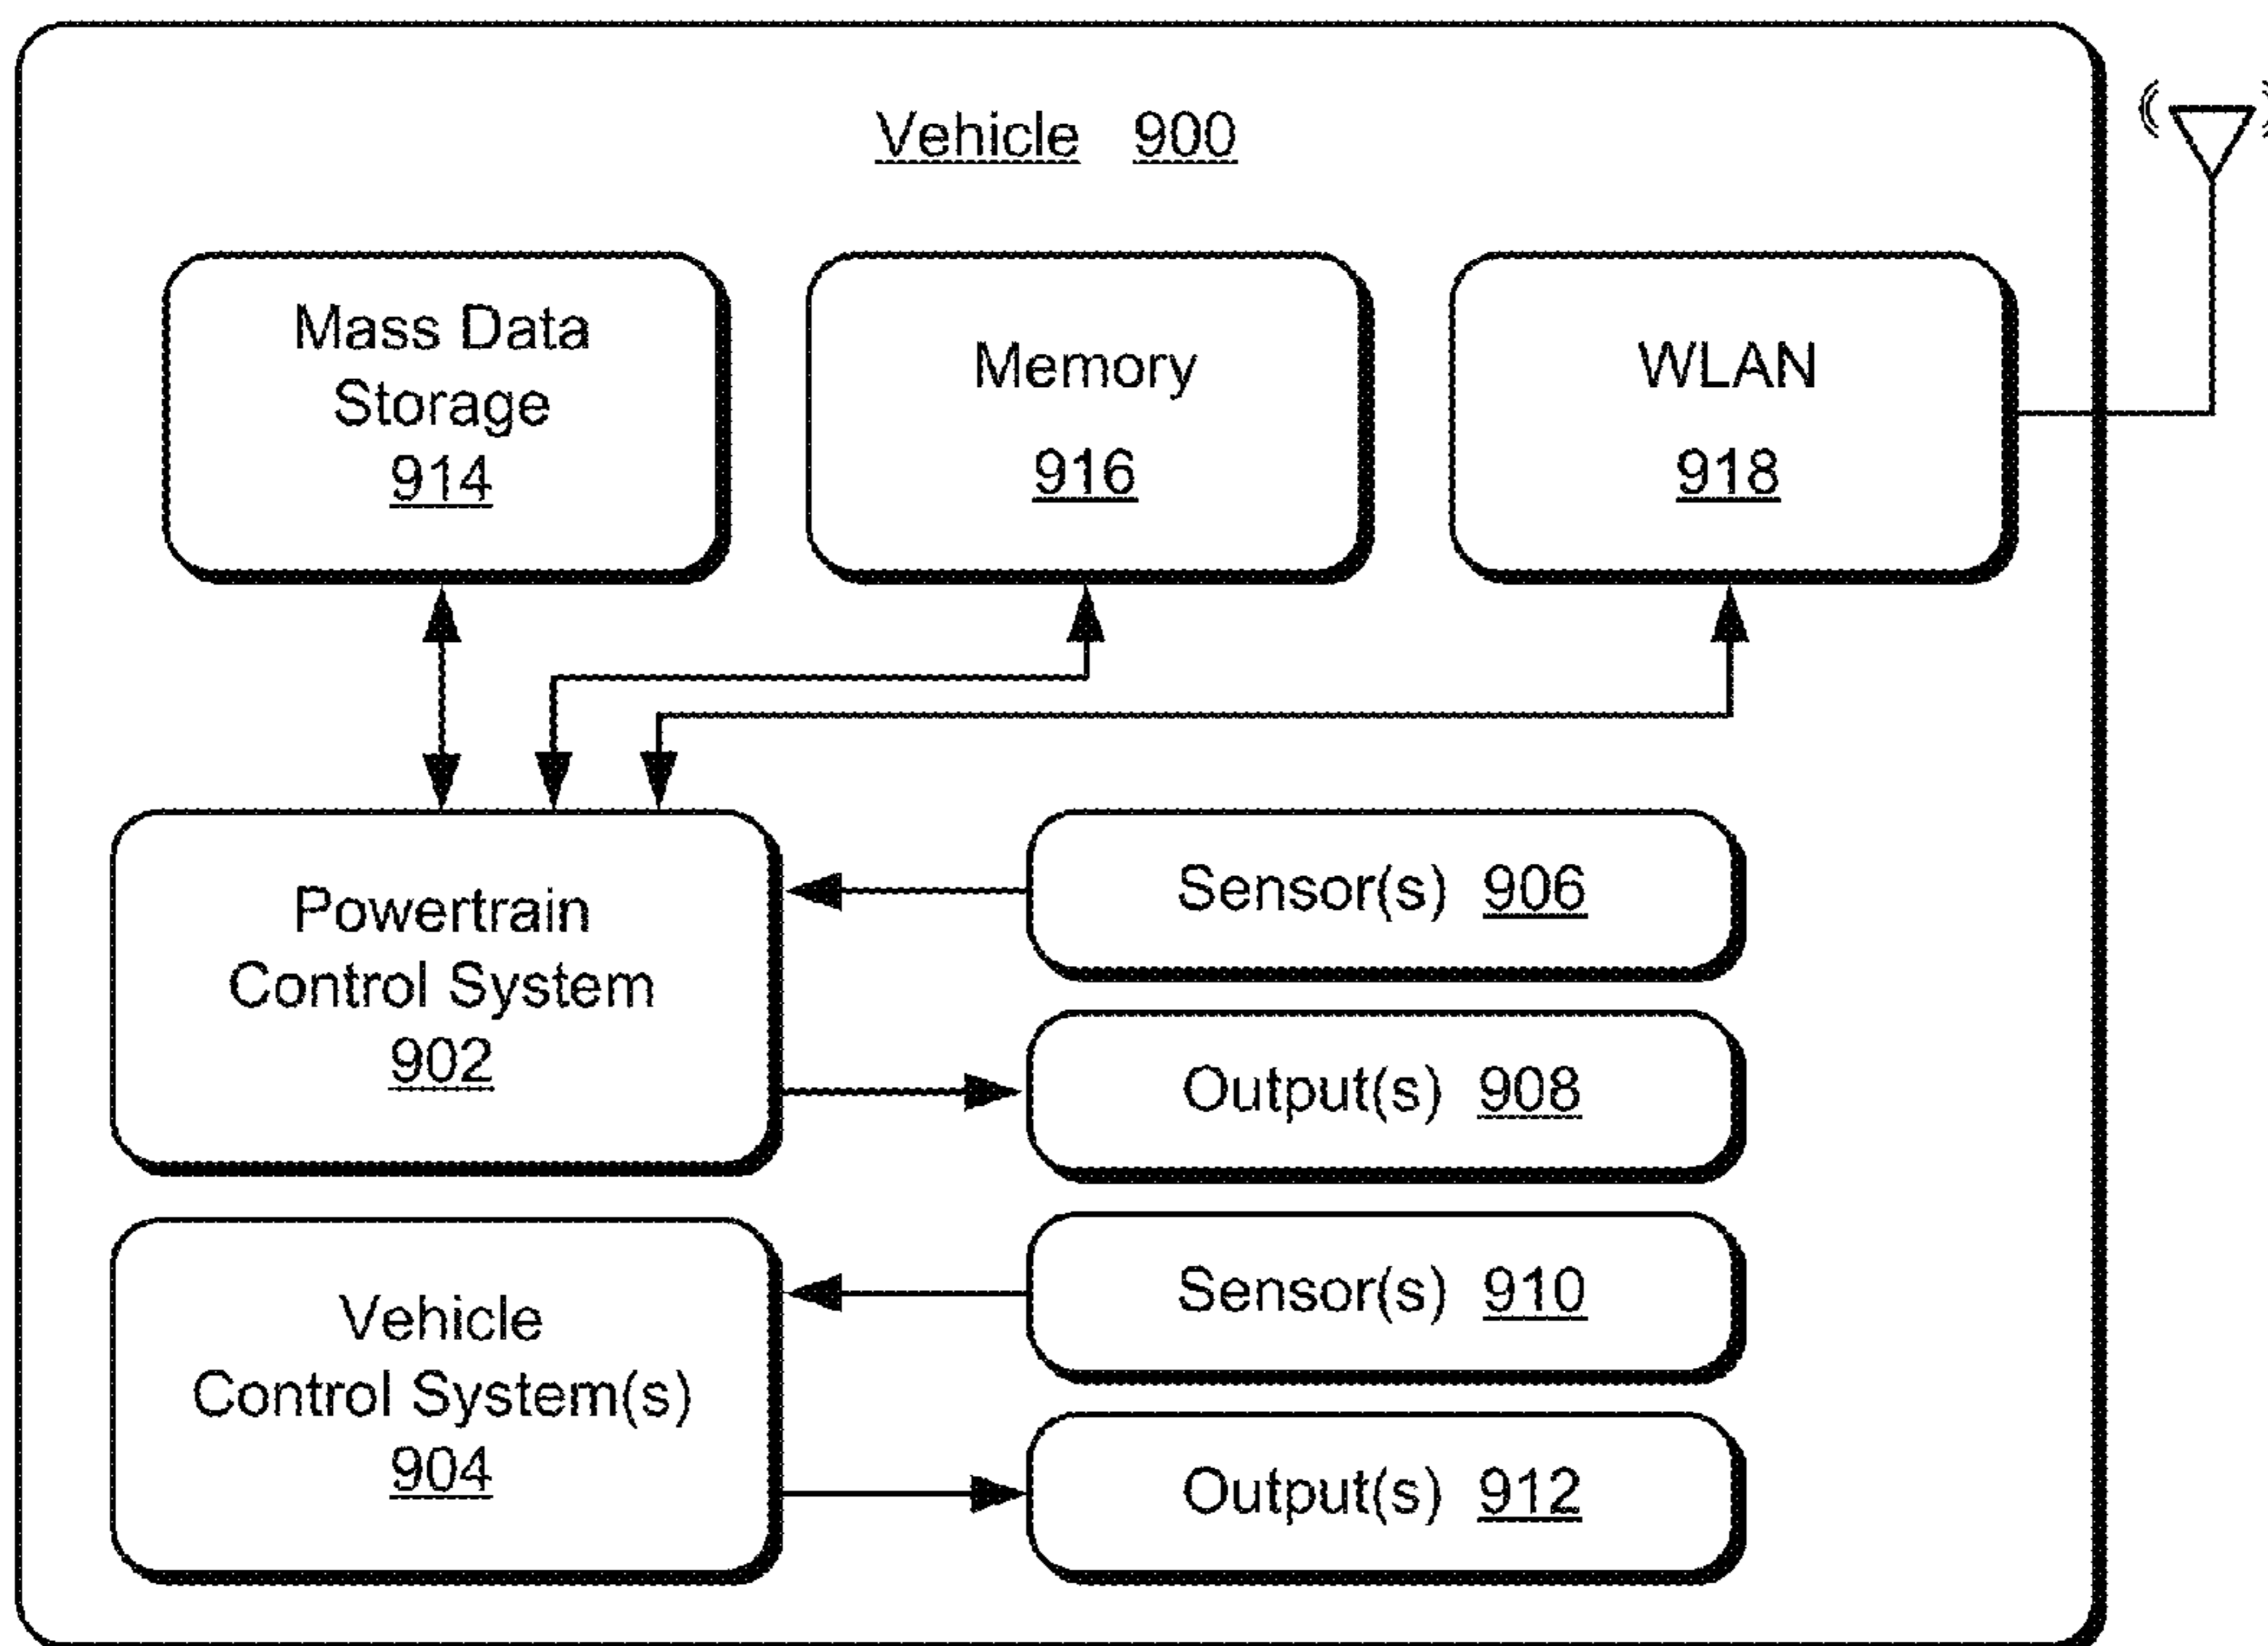 Vehicle 900
Mass Data
Storage
914
Memory
916
WLAN
918
Powertrain
Control System
902
Sensor(s) 906
Output(s) 908
Vehicle
Control System(s)
904
Sensor(s) 910
Output(s) 912